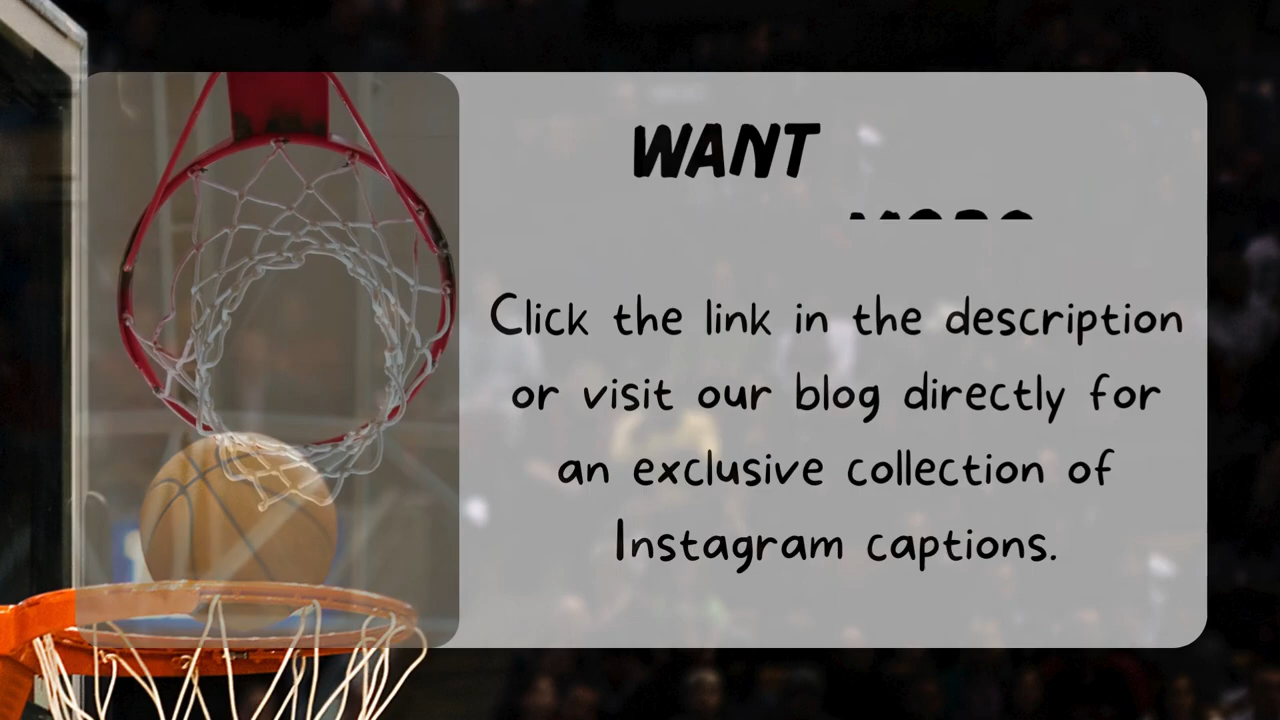 WANT
Click the link in the description
or visit our blog directly for
an exclusive collection of
Instagram captions.